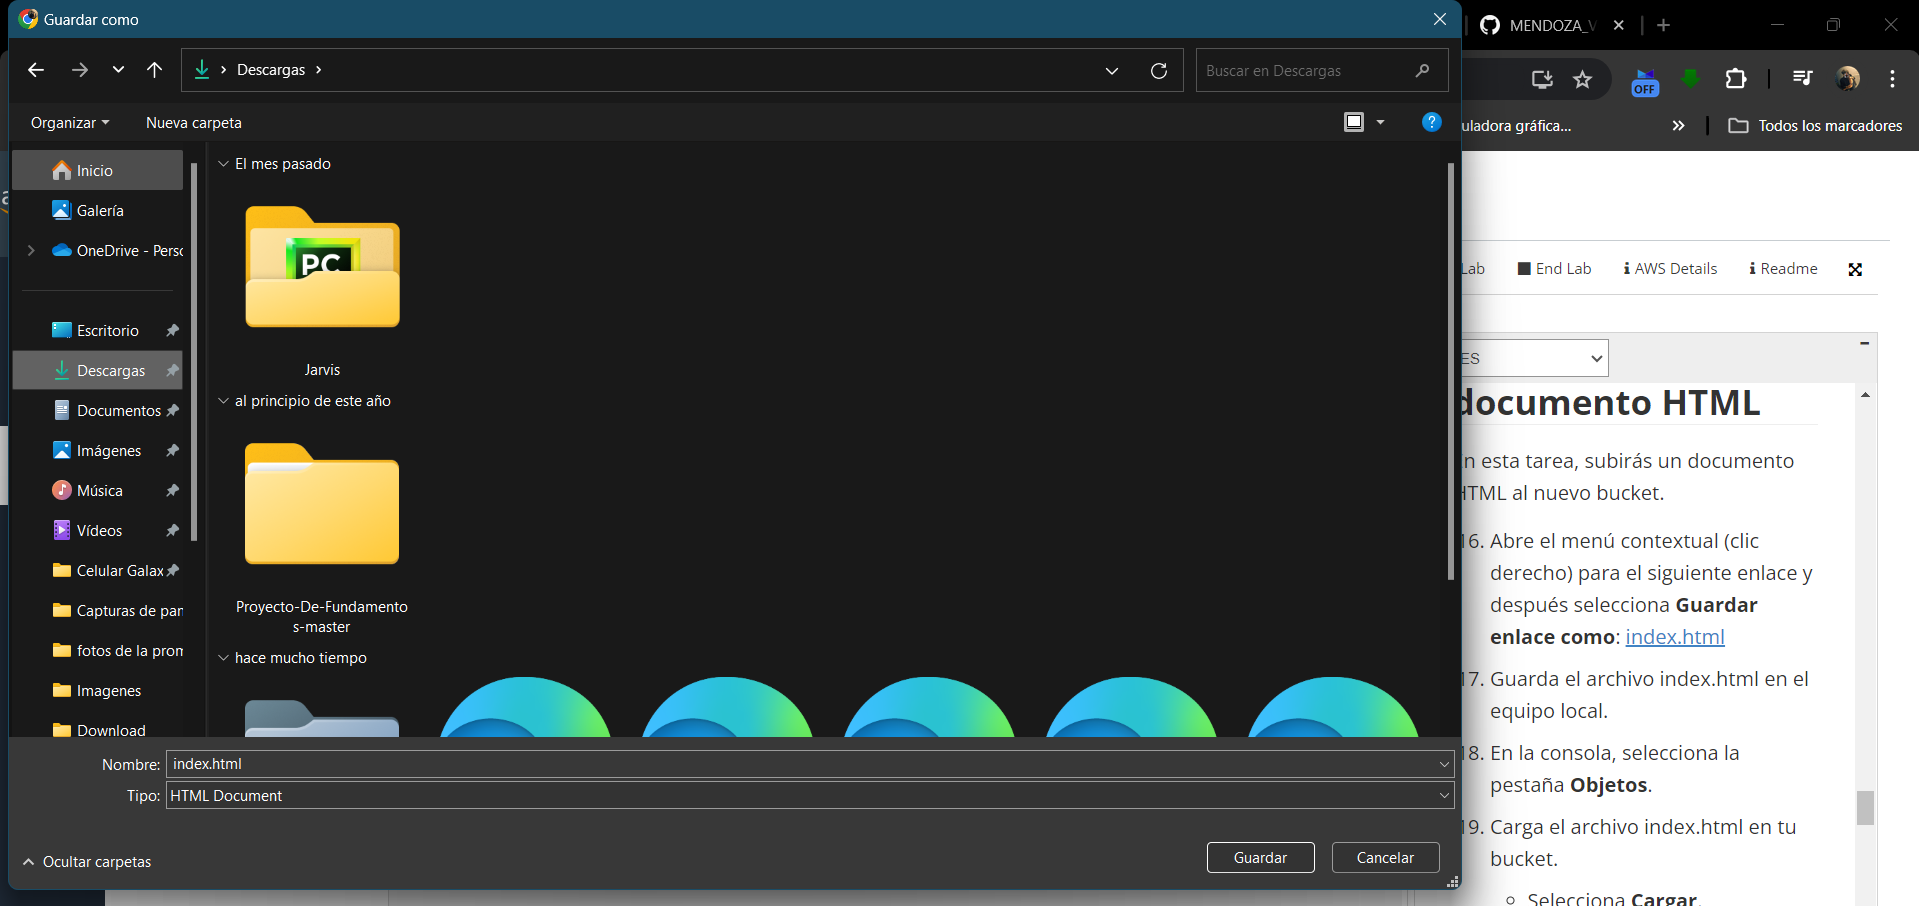 Guardar como
MENDOZA_V
Descargas
Buscar en Descargas
OFF
Organizar
Nueva carpeta
?
uladora gráfica...
Todos los marcadores
Inicio
Galería
OneDrive - Perso
Escritorio
Descargas
Documentos
Imágenes
Música
Vídeos
Celular Galax
Capturas de pan
fotos de la prom
Imagenes
Download
El mes pasado
PC
Jarvis
al principio de este año
Proyecto-De-Fundamento
s-master
hace mucho tiempo
Nombre: index.html
Tipo: HTML Document
Ocultar carpetas
Guardar
Cancelar
Lab
End Lab
AWS Details
Readme
ES
documento HTML
n esta tarea, subirás un documento
HTML al nuevo bucket.
16. Abre el menú contextual (clic
derecho) para el siguiente enlace y
después selecciona Guardar
enlace como: index.html
17. Guarda el archivo index.html en el
equipo local.
18. En la consola, selecciona la
pestaña Objetos.
19. Carga el archivo index.html en tu
bucket.
Selecciona Cargar.